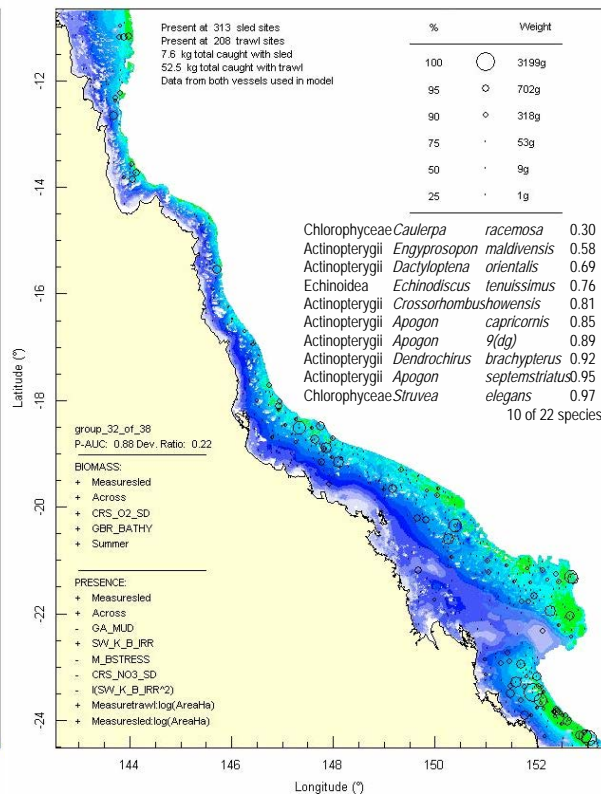 Present at 313 sled sites
Present at 208 trawl sites
7.6 kg total caught with sled
52.5 kg total caught with trawl
Data from both vessels used in model
% Weight
100 3199g
95 702g
90 318g
75 53g
50 9g
25 1g
Chlorophyceae Caulerpa racemosa 0.30
Actinopterygii Engyprosopon maldivensis 0.58
Actinopterygii Dactyloptena orientalis 0.69
Echinoidea Echinodiscus tenuissimus 0.76
Actinopterygii Crossorhombus howensis 0.81
Actinopterygii Apogon capricornis 0.85
Actinopterygii Apogon 9(dg) 0.89
Actinopterygii Dendrochirus brachypterus 0.92
Actinopterygii Apogon septemstriatus 0.95
Chlorophyceae Struvea elegans 0.97
10 of 22 species
group_32_of_38
P-AUC: 0.88 Dev. Ratio: 0.22
BIOMASS:
+ Measuresled
+ Across
+ CRS_O2_SD
+ GBR_BATHY
+ Summer
PRESENCE:
+ Measuresled
+ Across
- GA_MUD
+ SW_K_B_IRR
- M_BSTRESS
- CRS_NO3_SD
- I(SW_K_B_IRR^2)
+ Measuretrawl:log(AreaHa)
+ Measuresled:log(AreaHa)
Latitude (°)
-12
-14
-16
-18
-20
-22
-24
144 146 148 150 152
Longitude (°)